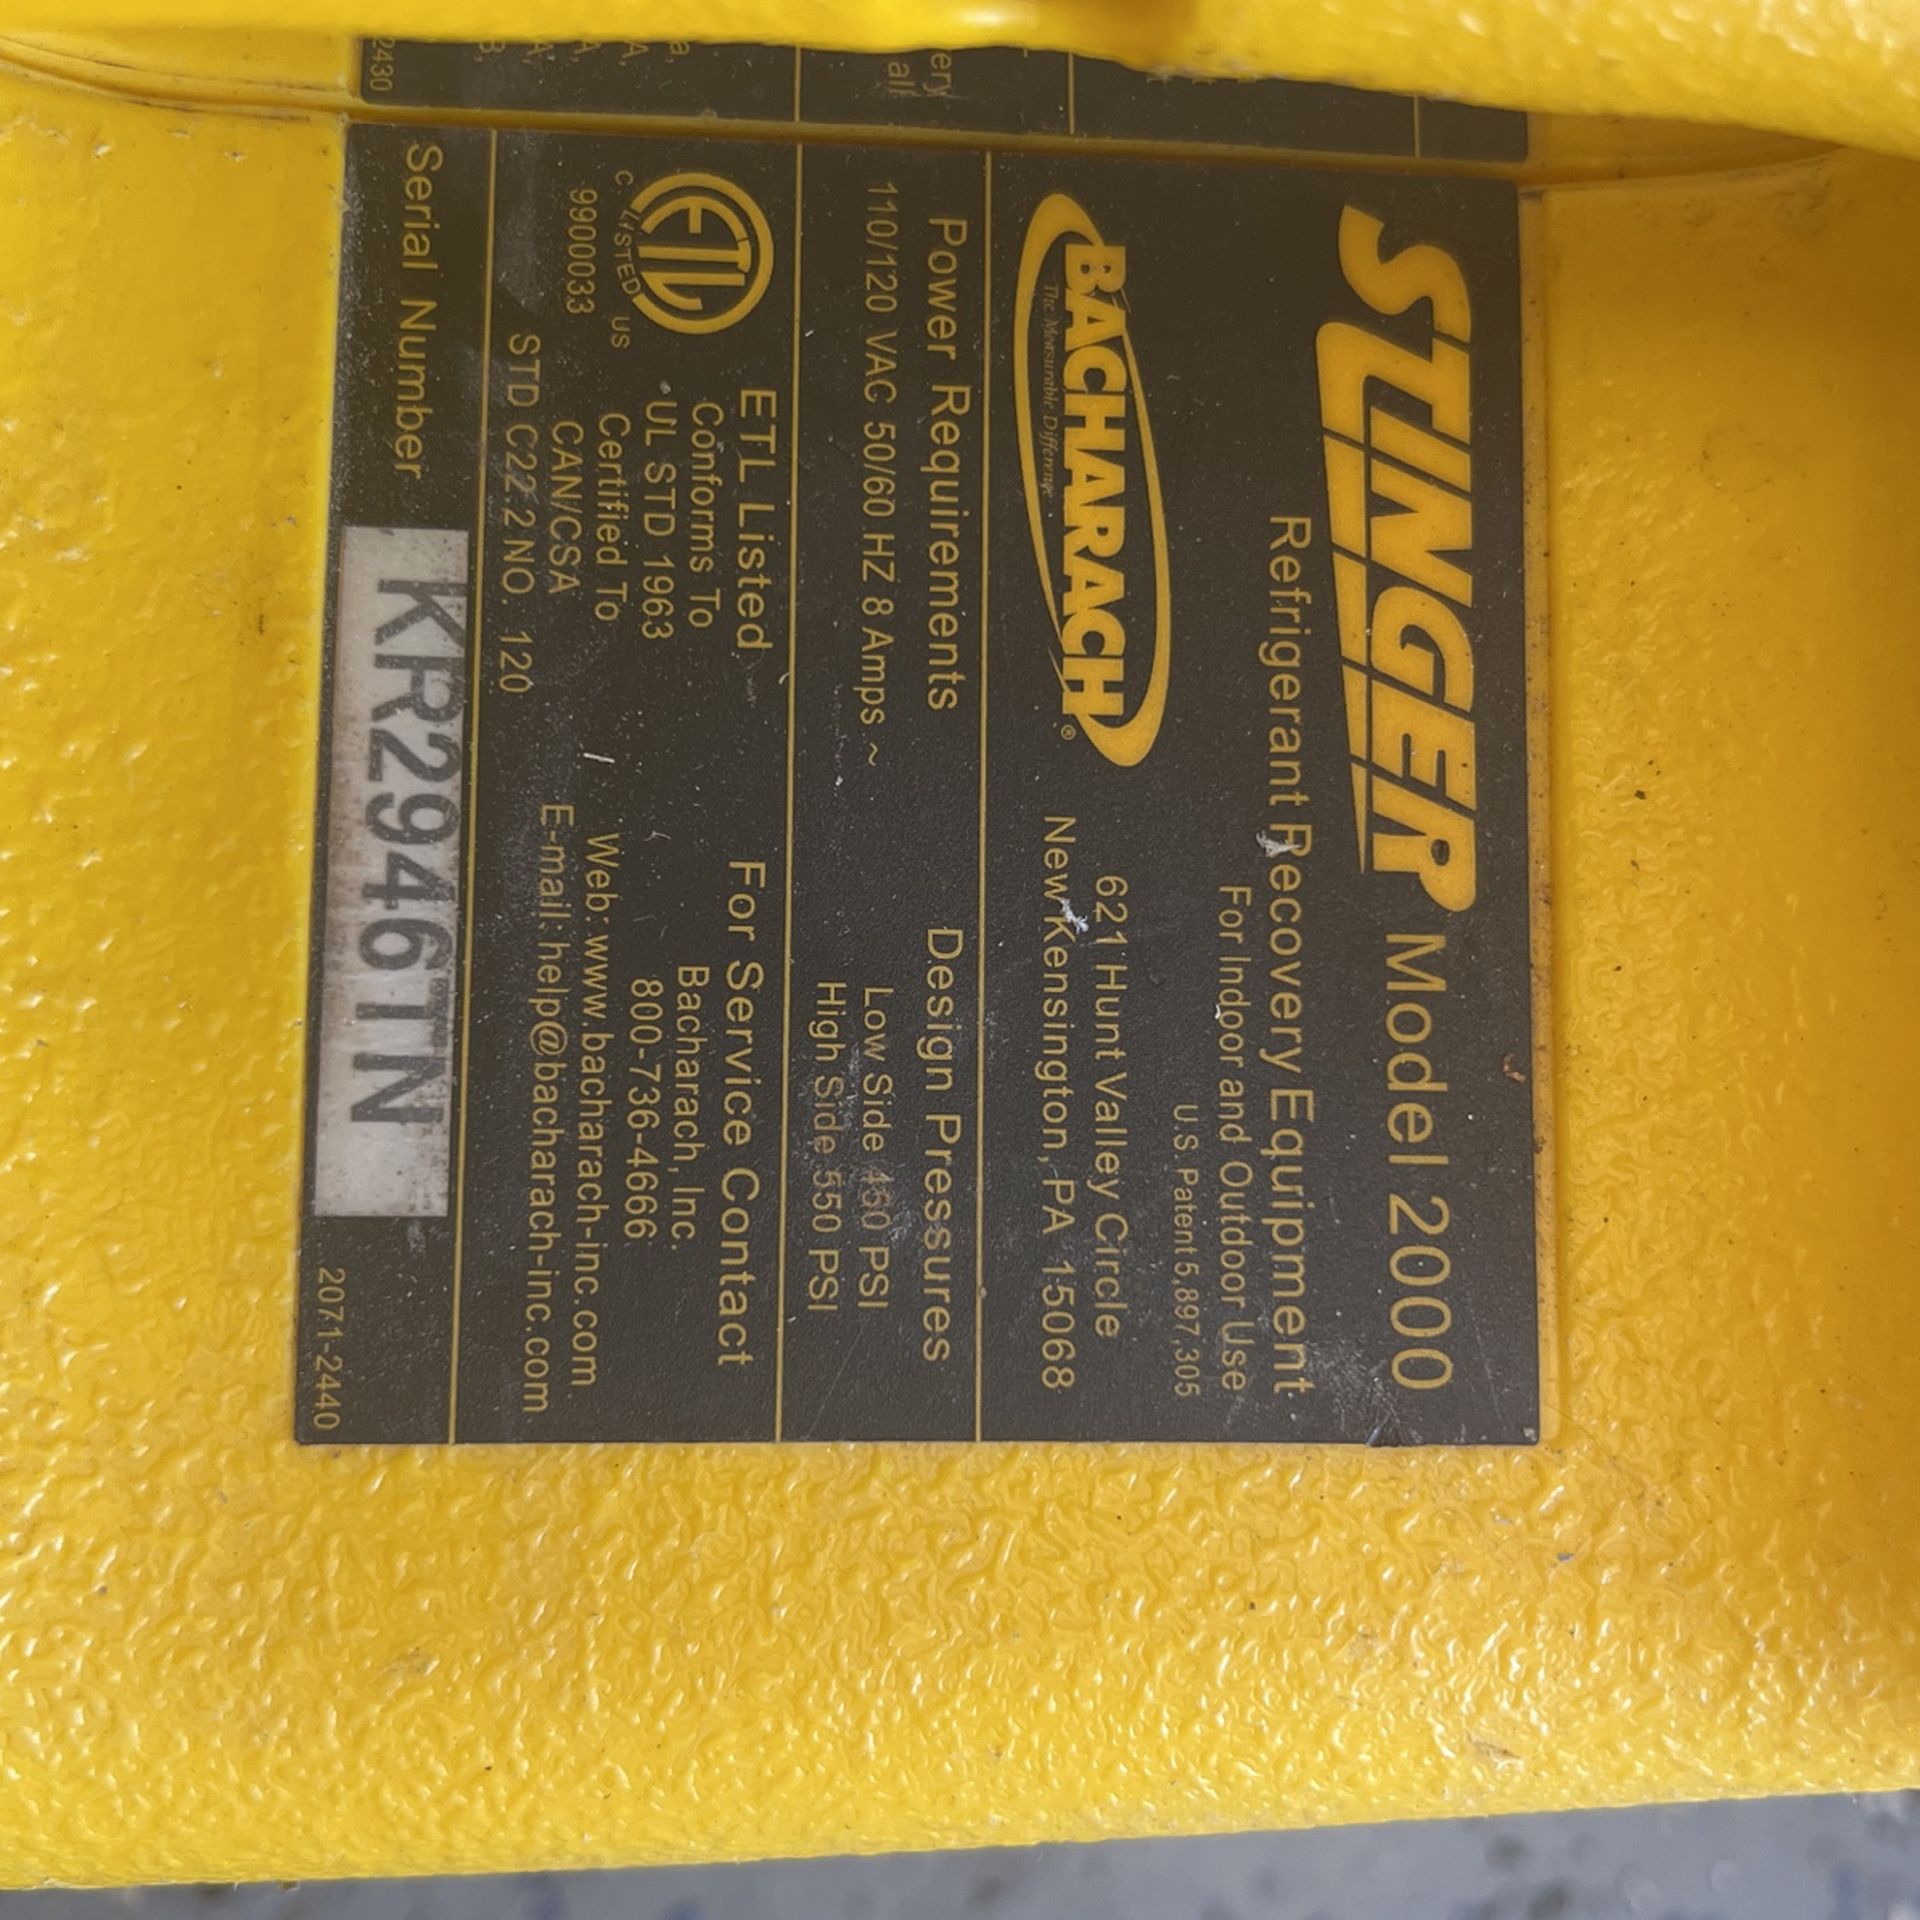 STINGER Model 2000
Refrigerant Recovery Equipment
For Indoor and Outdoor Use
U.S. Patent 5,897,305
BACHARACH®
The Measurable Difference
621 Hunt Valley Circle
New Kensington, PA 15068
Power Requirements
110/120 VAC 50/60 HZ 8 Amps ~
Design Pressures
Low Side 450 PSI
High Side 550 PSI
ETL
C LISTED US
9900033
ETL Listed
Conforms To
UL STD 1963
Certified To
CAN/CSA
STD C22.2 NO. 120
For Service Contact
Bacharach, Inc.
800-736-4666
Web: www.bacharach-inc.com
E-mail: help@bacharach-inc.com
Serial Number KR2946TN
2071-2440
ery
all
a,
A,
A,
A,
B,
2430